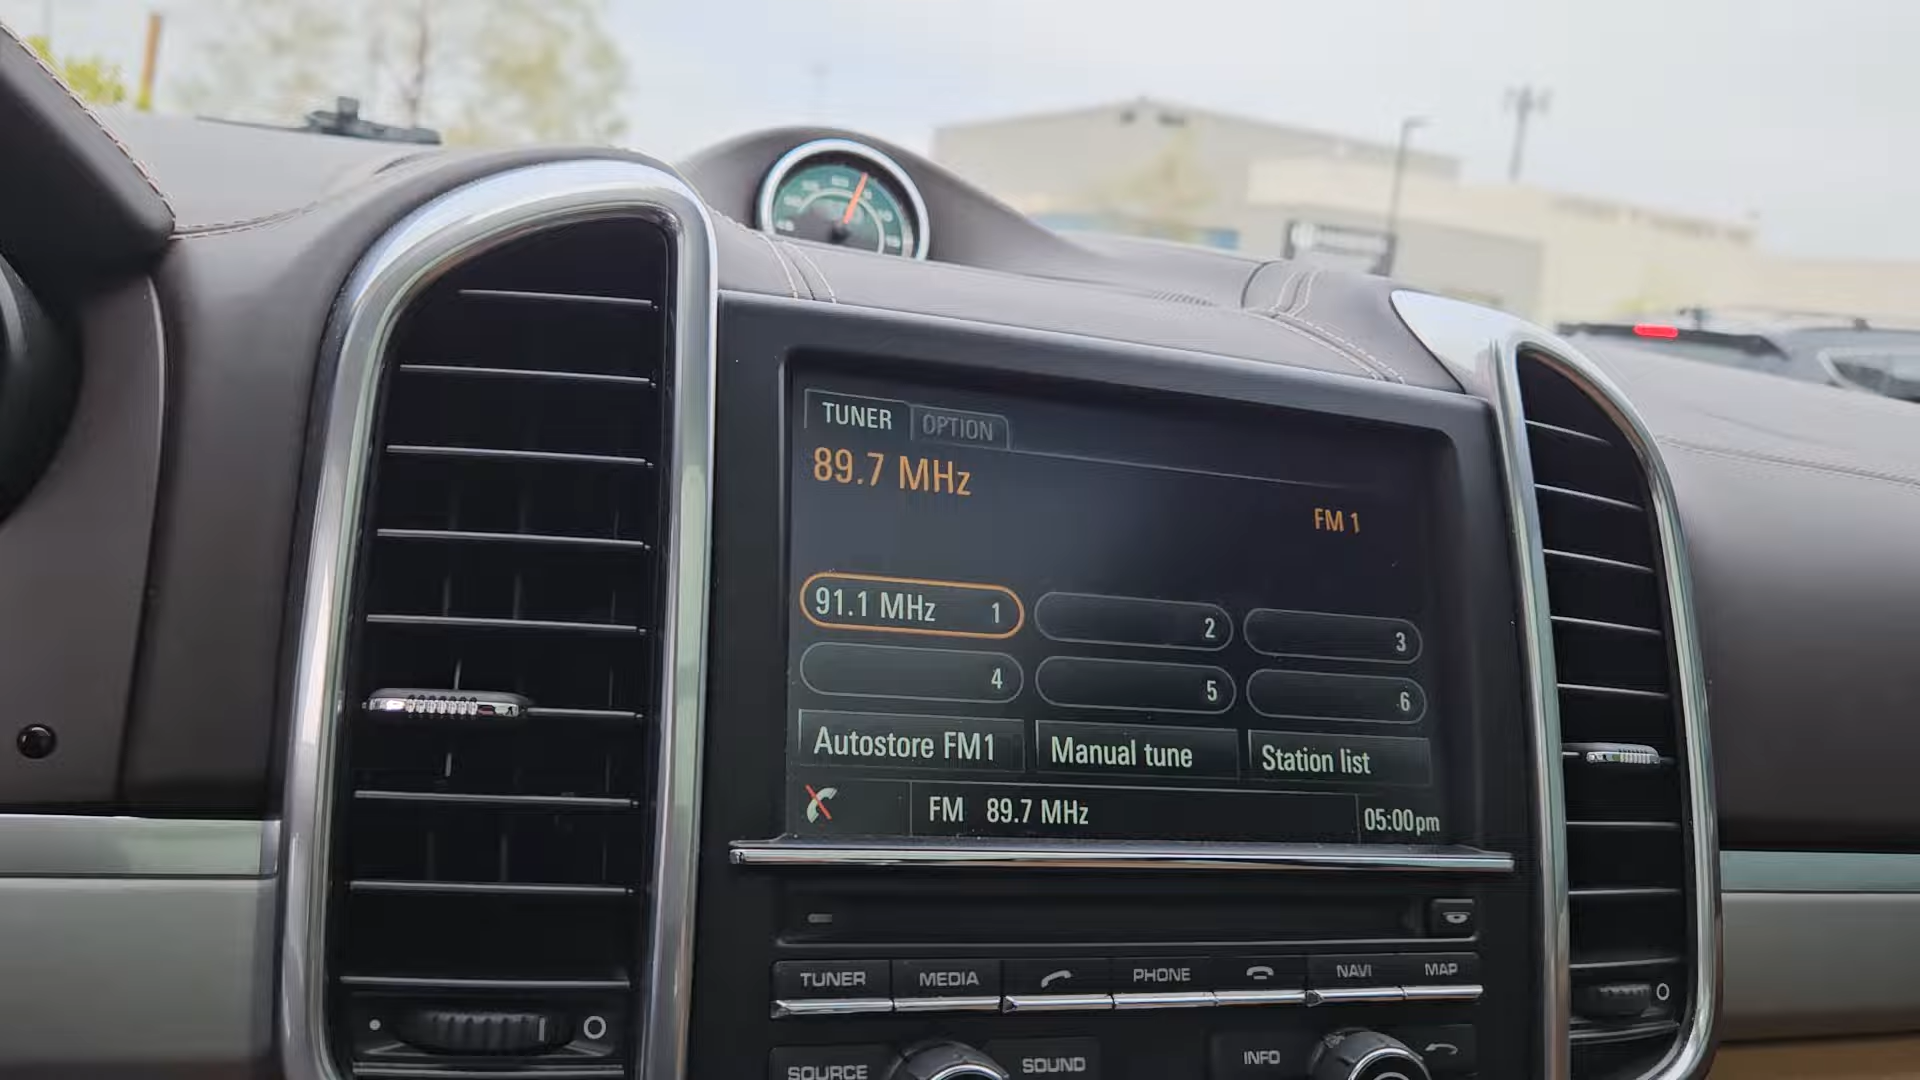 TUNER OPTION
89.7 MHz
FM 1
91.1 MHz 1
2
3
4
5
6
Autostore FM1
Manual tune
Station list
FM 89.7 MHz
05:00pm
TUNER
MEDIA
PHONE
NAVI
MAP
SOURCE
SOUND
INFO